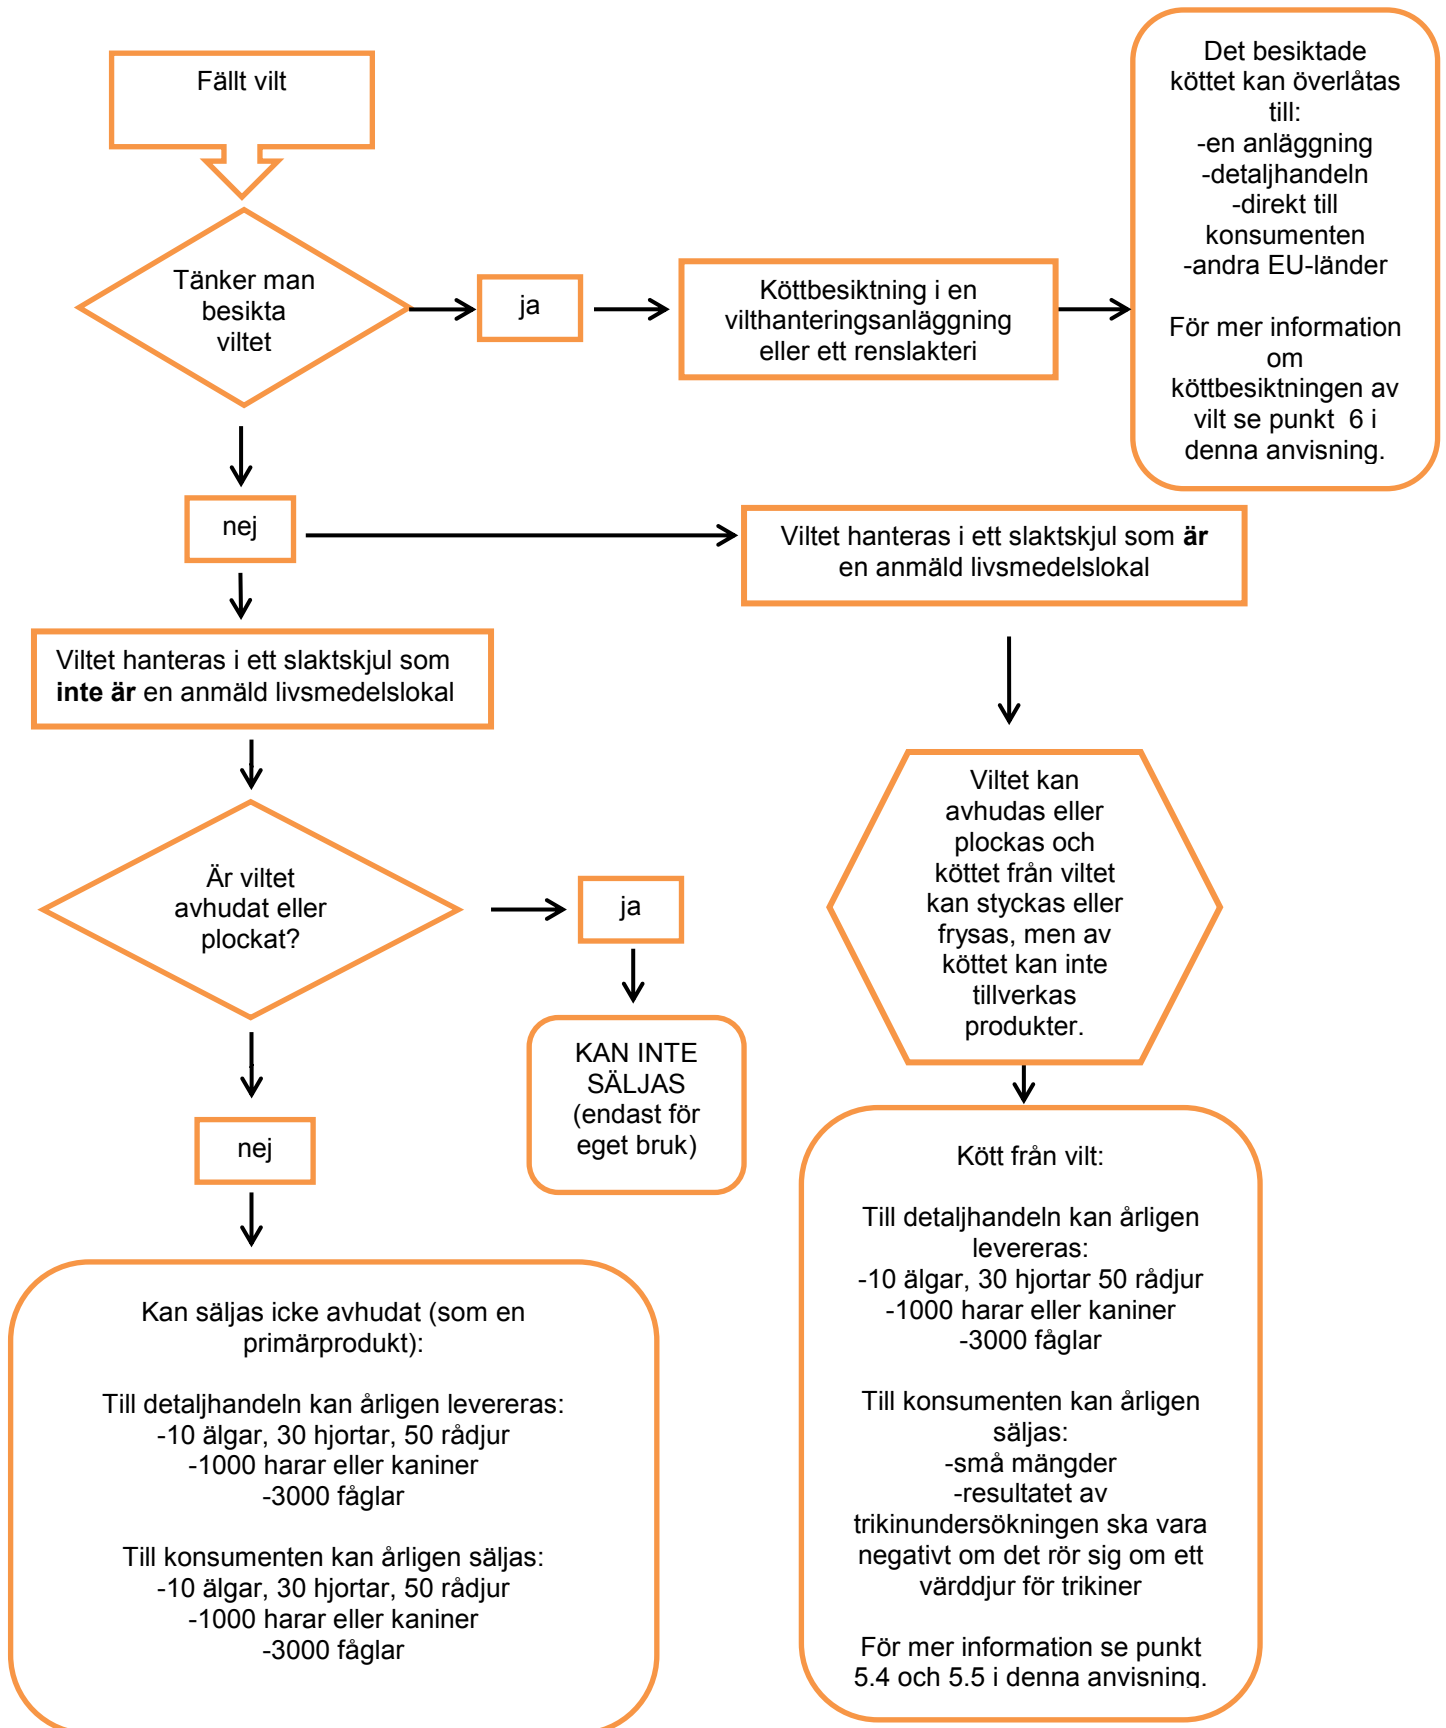 Fällt vilt
Det besiktade
köttet kan överlåtas
till:
-en anläggning
-detaljhandeln
-direkt till
konsumenten
-andra EU-länder
För mer information
om
köttbesiktningen av
vilt se punkt  6 i
denna anvisning.
Tänker man
besikta
viltet
ja
Köttbesiktning i en
vilthanteringsanläggning
eller ett renslakteri
nej
Viltet hanteras i ett slaktskjul som är
en anmäld livsmedelslokal
Viltet hanteras i ett slaktskjul som
inte är en anmäld livsmedelslokal
Är viltet
avhudat eller
plockat?
ja
KAN INTE
SÄLJAS
(endast för
eget bruk)
nej
Kan säljas icke avhudat (som en
primärprodukt):
Till detaljhandeln kan årligen levereras:
-10 älgar, 30 hjortar, 50 rådjur
-1000 harar eller kaniner
-3000 fåglar
Till konsumenten kan årligen säljas:
-10 älgar, 30 hjortar, 50 rådjur
-1000 harar eller kaniner
-3000 fåglar
Viltet kan
avhudas eller
plockas och
köttet från viltet
kan styckas eller
frysas, men av
köttet kan inte
tillverkas
produkter.
Kött från vilt:
Till detaljhandeln kan årligen
levereras:
-10 älgar, 30 hjortar 50 rådjur
-1000 harar eller kaniner
-3000 fåglar
Till konsumenten kan årligen
säljas:
-små mängder
-resultatet av
trikinundersökningen ska vara
negativt om det rör sig om ett
värddjur för trikiner
För mer information se punkt
5.4 och 5.5 i denna anvisning.